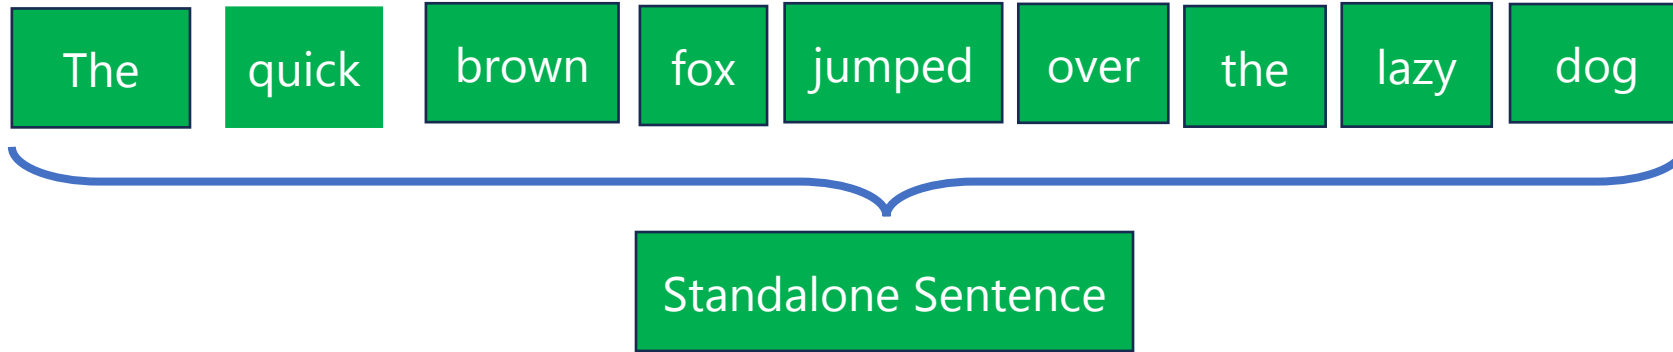 The quick brown fox jumped over the lazy dog
Standalone Sentence